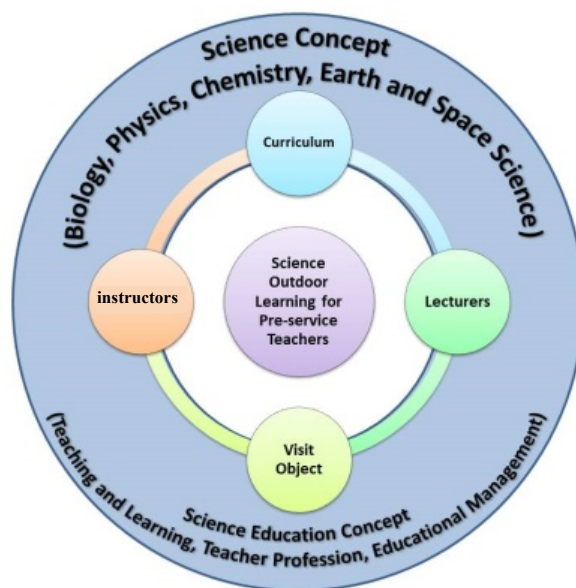 Science Concept
(Biology, Physics, Chemistry, Earth and Space Science)
Curriculum
instructors
Science
Outdoor
Learning for
Pre-service
Teachers
Lecturers
Visit
Object
Science Education Concept
(Teaching and Learning, Teacher Profession, Educational Management)